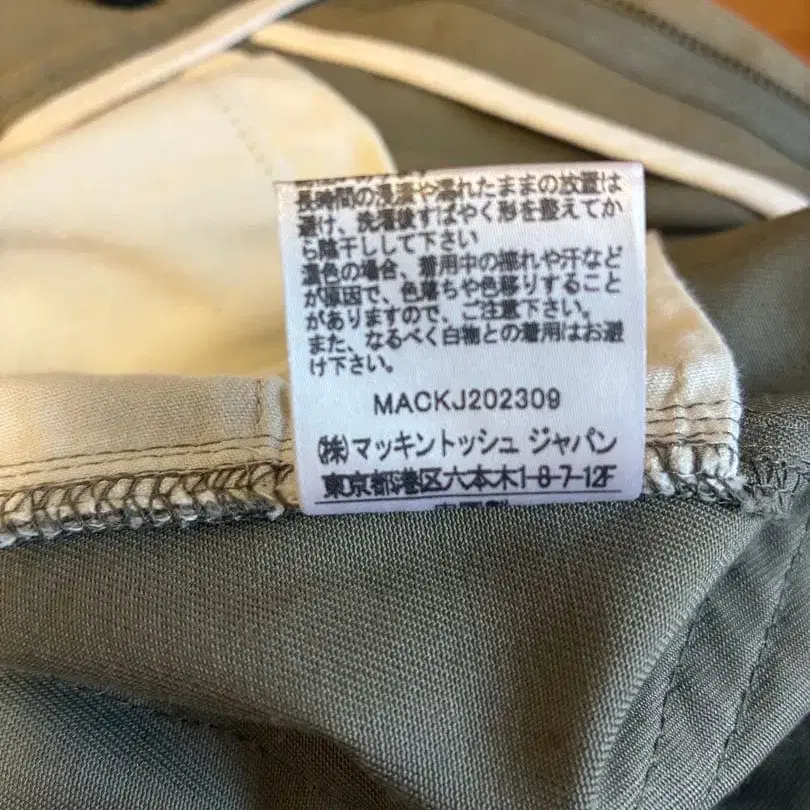 長時間の浸漬や濡れたままの放置は
避け、洗濯後すばやく形を整えてか
ら陰干しして下さい
濃色の場合、着用中の擦れや汗など
が原因で、色落ちや色移りすること
がありますので、ご注意下さい。
また、なるべく白物との着用はお避
け下さい。
MACKJ202309
(株)マッキントッシュ ジャパン
東京都港区六本木1-8-7-12F